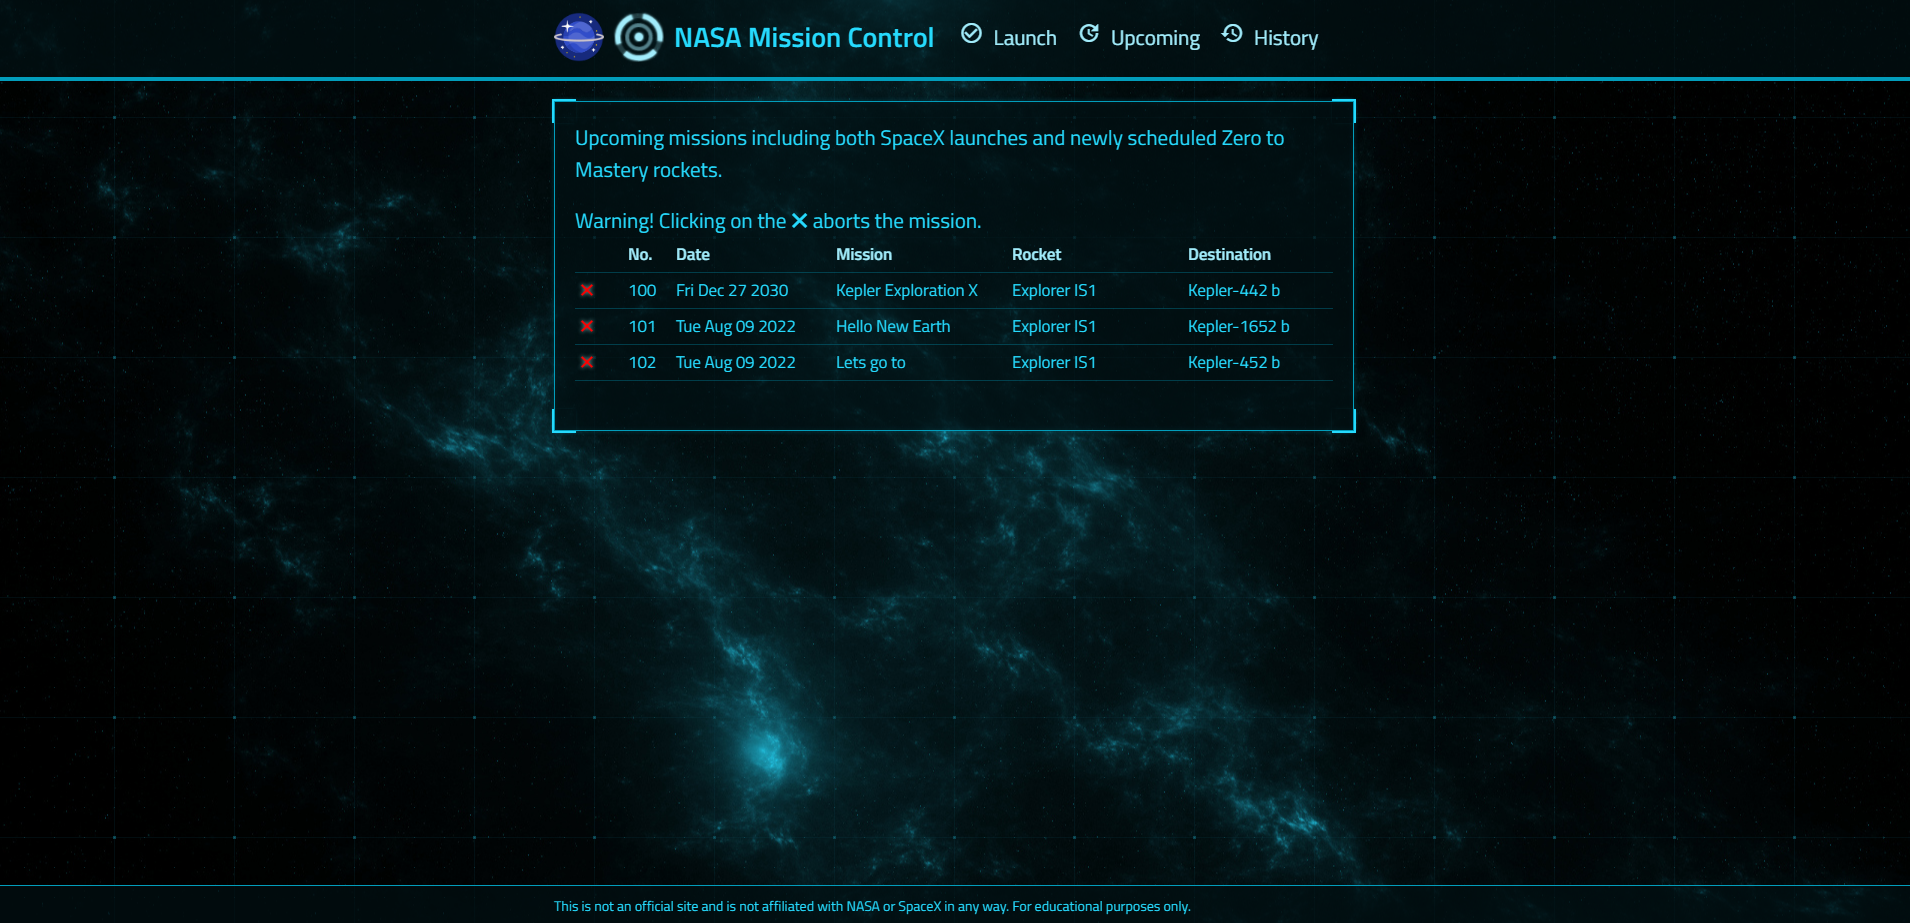 NASA Mission Control Launch Upcoming History
Upcoming missions including both SpaceX launches and newly scheduled Zero to
Mastery rockets.
Warning! Clicking on the ✕ aborts the mission.
No. Date Mission Rocket Destination
✖ 100 Fri Dec 27 2030 Kepler Exploration X Explorer IS1 Kepler-442 b
✖ 101 Tue Aug 09 2022 Hello New Earth Explorer IS1 Kepler-1652 b
✖ 102 Tue Aug 09 2022 Lets go to Explorer IS1 Kepler-452 b
This is not an official site and is not affiliated with NASA or SpaceX in any way. For educational purposes only.